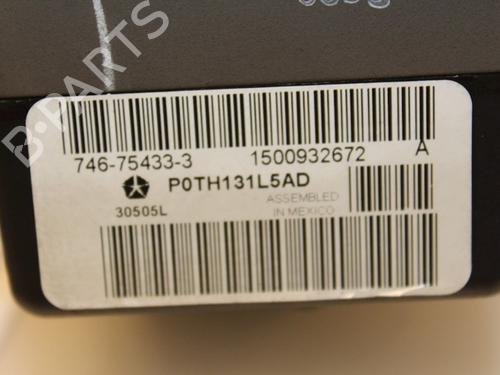 B-PARTS
746-75433-3 1500932672 A
P0TH131L5AD
ASSEMBLED
30505L IN MEXICO